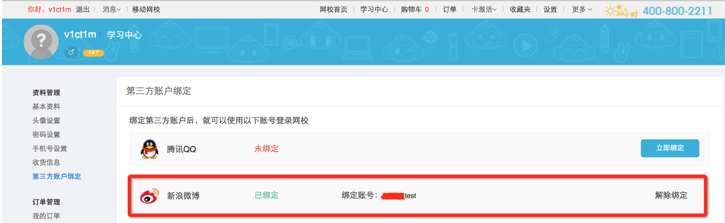 你好, v1ct1m 退出 | 消息 | 移动网校 网校首页 | 学习中心 | 购物车 0 | 订单 | 卡激活 | 收藏夹 | 设置 | 更多 400-800-2211
v1ct1m | 学习中心
Lv.1
资料管理
基本资料
头像设置
密码设置
手机号设置
收货信息
第三方账户绑定
订单管理
我的订单
第三方账户绑定
绑定第三方账户后，就可以使用以下账号登录网校
腾讯QQ 未绑定 立即绑定
新浪微博 已绑定 绑定账号： test 解除绑定